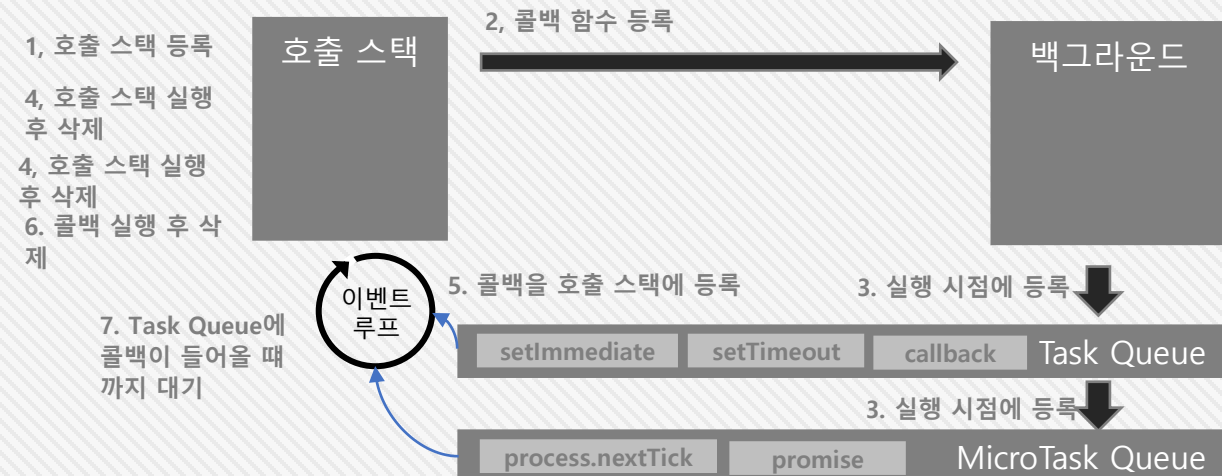 2, 콜백 함수 등록
1, 호출 스택 등록
호출 스택
백그라운드
4, 호출 스택 실행
후 삭제
4, 호출 스택 실행
후 삭제
6. 콜백 실행 후 삭
제
이벤트
루프
5. 콜백을 호출 스택에 등록
3. 실행 시점에 등록
7. Task Queue에
콜백이 들어올 떄
까지 대기
setImmediate
setTimeout
callback
Task Queue
3. 실행 시점에 등록
process.nextTick
promise
MicroTask Queue